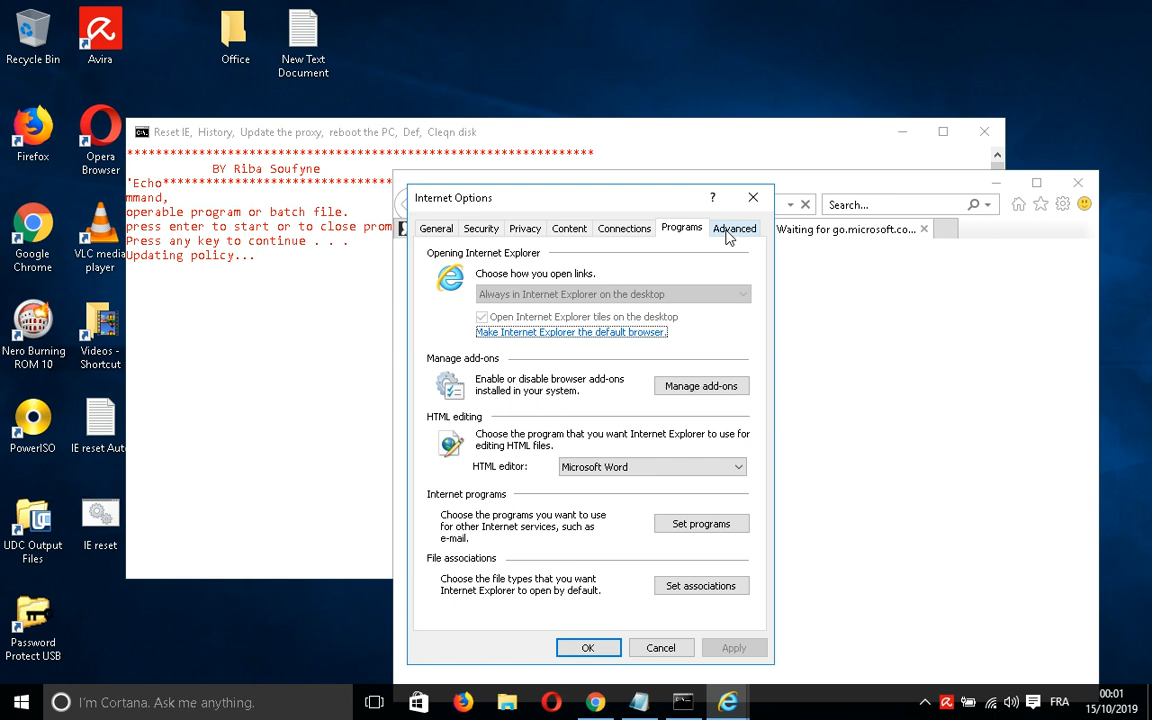 Recycle Bin
Avira
Office
New Text
Document
Firefox
Opera
Browser
Google
Chrome
VLC media
player
Nero Burning
ROM 10
Videos -
Shortcut
PowerISO
IE reset Aut
UDC Output
Files
IE reset
Password
Protect USB
Reset IE, History, Update the proxy, reboot the PC, Def, Cleqn disk
BY Riba Soufyne
'Echo*********************************
mmand,
operable program or batch file.
press enter to start or to close prom
Press any key to continue . . .
Updating policy...
Search...
Waiting for go.microsoft.co...
Internet Options
?
General
Security
Privacy
Content
Connections
Programs
Advanced
Opening Internet Explorer
Choose how you open links.
Always in Internet Explorer on the desktop
Open Internet Explorer tiles on the desktop
Make Internet Explorer the default browser.
Manage add-ons
Enable or disable browser add-ons
installed in your system.
Manage add-ons
HTML editing
Choose the program that you want Internet Explorer to use for
editing HTML files.
HTML editor:
Microsoft Word
Internet programs
Choose the programs you want to use
for other Internet services, such as
e-mail.
Set programs
File associations
Choose the file types that you want
Internet Explorer to open by default.
Set associations
OK
Cancel
Apply
I'm Cortana. Ask me anything.
FRA
00:01
15/10/2019